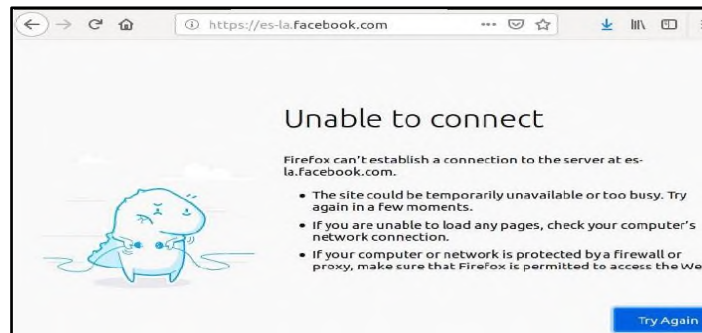 https://es-la.facebook.com
Unable to connect
Firefox can't establish a connection to the server at es-
la.facebook.com.
• The site could be temporarily unavailable or too busy. Try
again in a few moments.
• If you are unable to load any pages, check your computer's
network connection.
• If your computer or network is protected by a firewall or
proxy, make sure that Firefox is permitted to access the We
Try Again